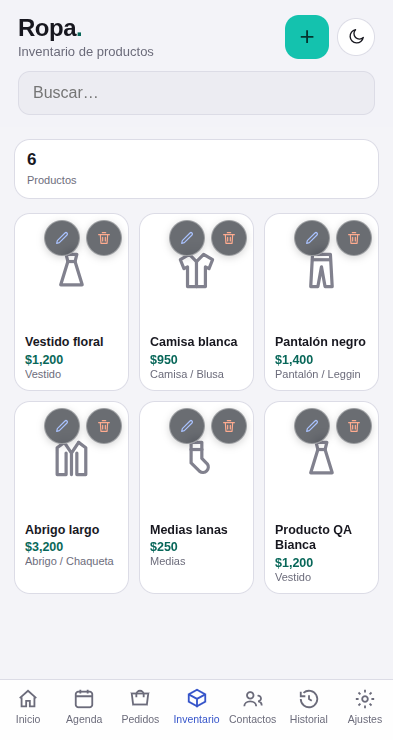 Ropa.
Inventario de productos
Buscar…
6
Productos
Vestido floral
$1,200
Vestido
Camisa blanca
$950
Camisa / Blusa
Pantalón negro
$1,400
Pantalón / Leggin
Abrigo largo
$3,200
Abrigo / Chaqueta
Medias lanas
$250
Medias
Producto QA
Bianca
$1,200
Vestido
Inicio
Agenda
Pedidos
Inventario
Contactos
Historial
Ajustes